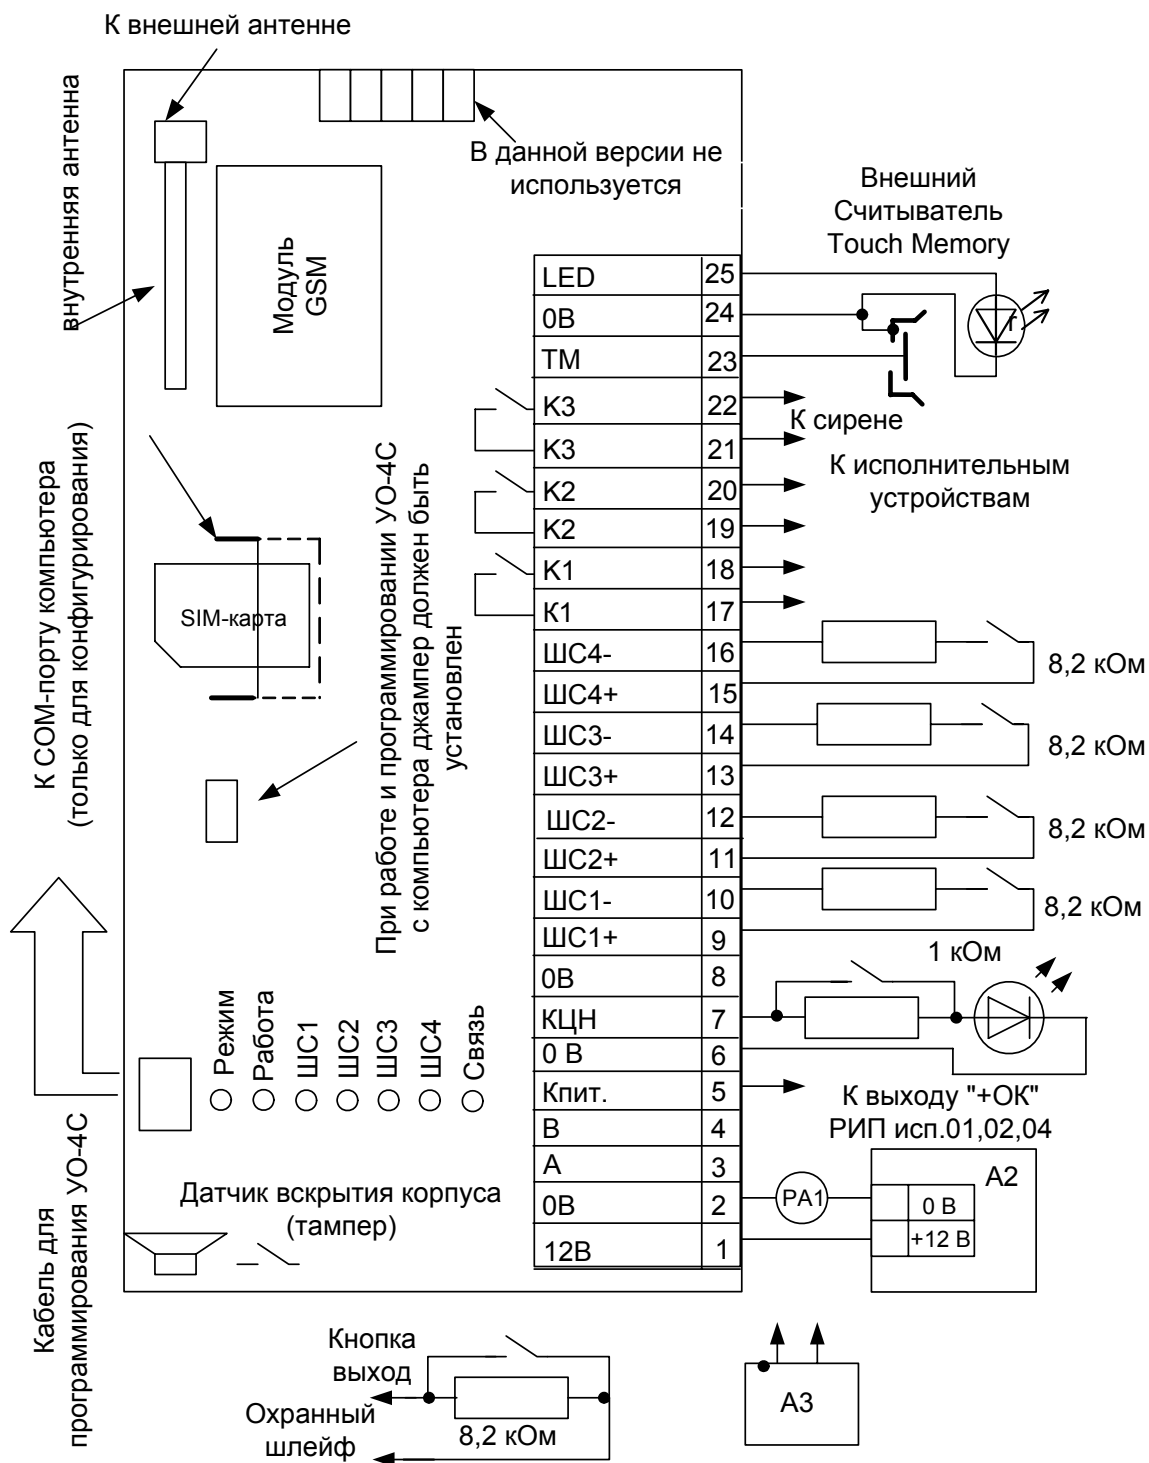 К внешней антенне
внутренняя антенна
В данной версии не
используется
Модуль
GSM
Внешний
Считыватель
Touch Memory
LED 25
0В 24
ТМ 23
r
К3 22
К3 21
К2 20
К2 19
К1 18
К1 17
ШС4- 16
ШС4+ 15
ШС3- 14
ШС3+ 13
ШС2- 12
ШС2+ 11
ШС1- 10
ШС1+ 9
0В 8
КЦН 7
0 В 6
Кпит. 5
В 4
А 3
0В 2
12В 1
К сирене
К исполнительным
устройствам
8,2 кОм
8,2 кОм
8,2 кОм
8,2 кОм
1 кОм
К выходу "+ОК"
РИП исп.01,02,04
РА1
А2
0 В
+12 В
К СОМ-порту компьютера
(только для конфигурирования)
SIM-карта
При работе и программировании УО-4С
с компьютера джампер должен быть
установлен
Режим
Работа
ШС1
ШС2
ШС3
ШС4
Связь
Кабель для
программирования УО-4С
Датчик вскрытия корпуса
(тампер)
Кнопка
выход
Охранный
шлейф
8,2 кОм
А3